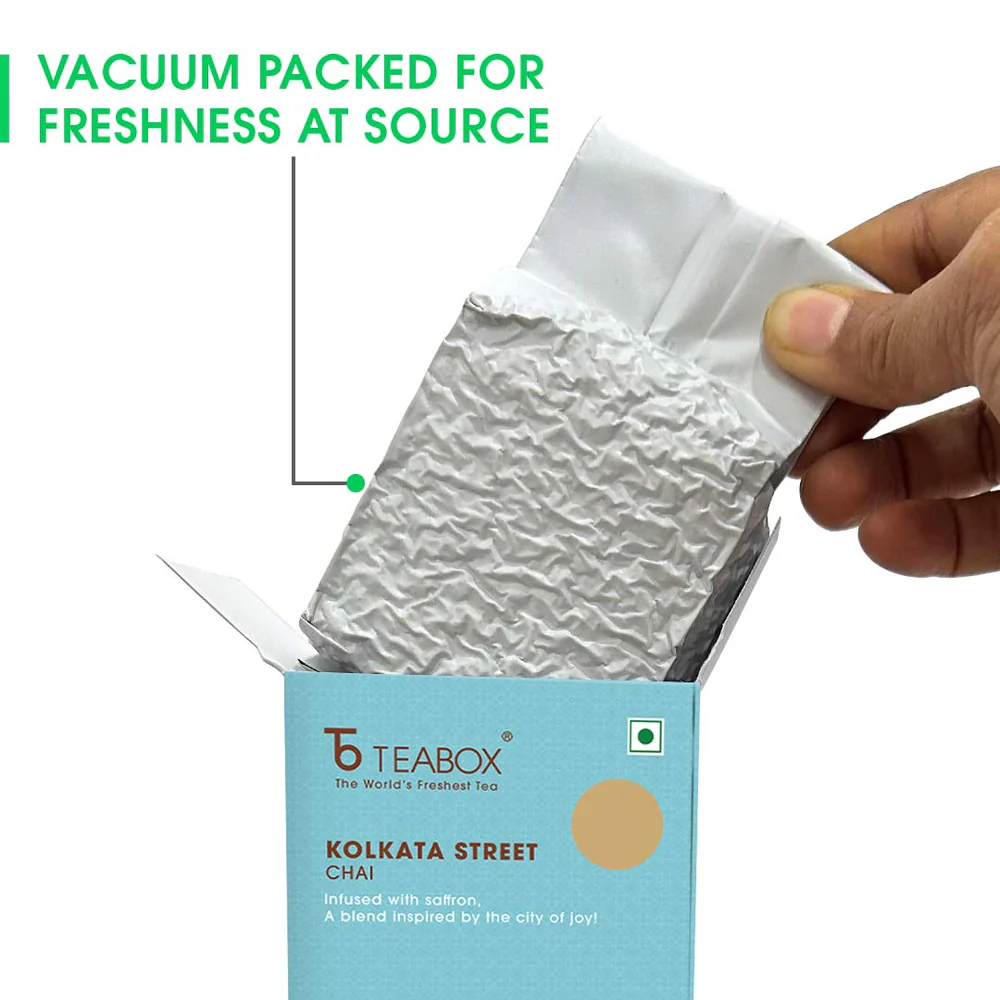 VACUUM PACKED FOR
FRESHNESS AT SOURCE
TEABOX®
The World's Freshest Tea
KOLKATA STREET
CHAI
Infused with saffron,
A blend inspired by the city of joy!